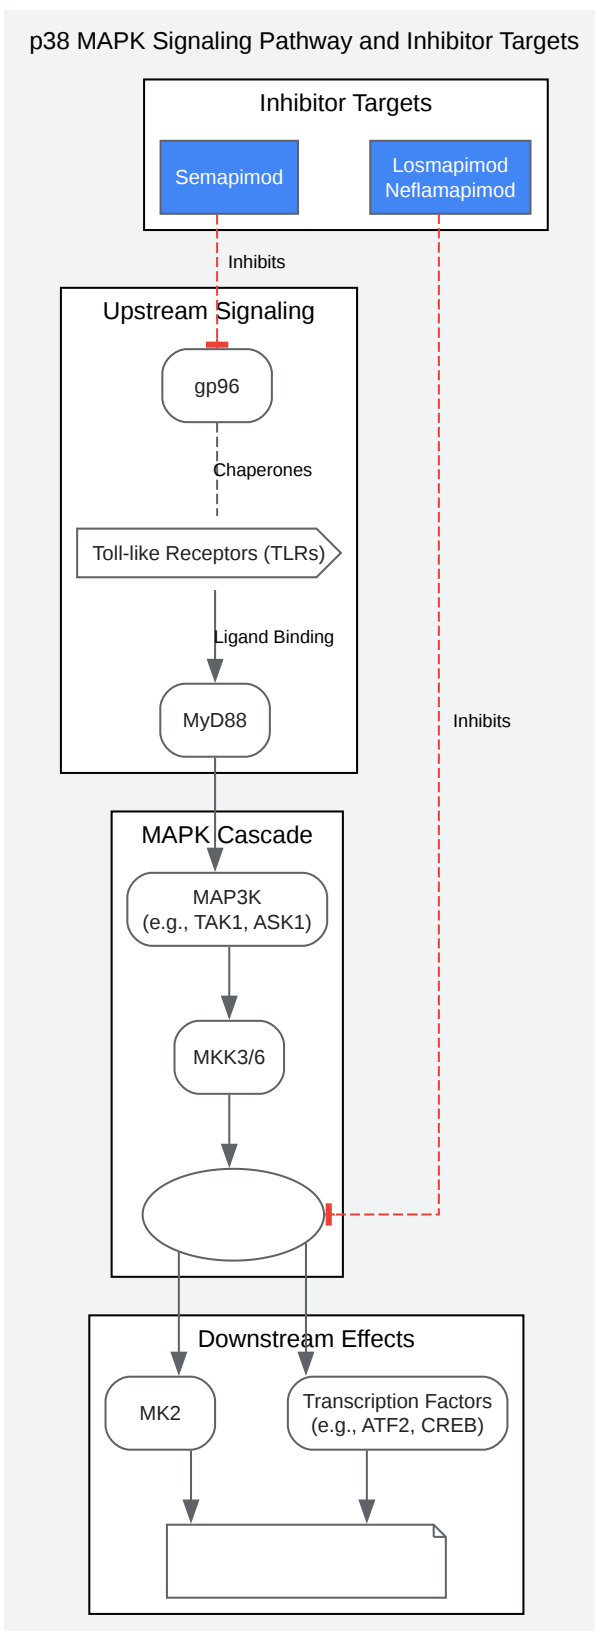 p38 MAPK Signaling Pathway and Inhibitor Targets
Inhibitor Targets
Semapimod
Losmapimod
Neflamapimod
Inhibits
Upstream Signaling
gp96
Chaperones
Toll-like Receptors (TLRs)
Ligand Binding
MyD88
Inhibits
MAPK Cascade
MAP3K
(e.g., TAK1, ASK1)
MKK3/6
Downstream Effects
MK2
Transcription Factors
(e.g., ATF2, CREB)